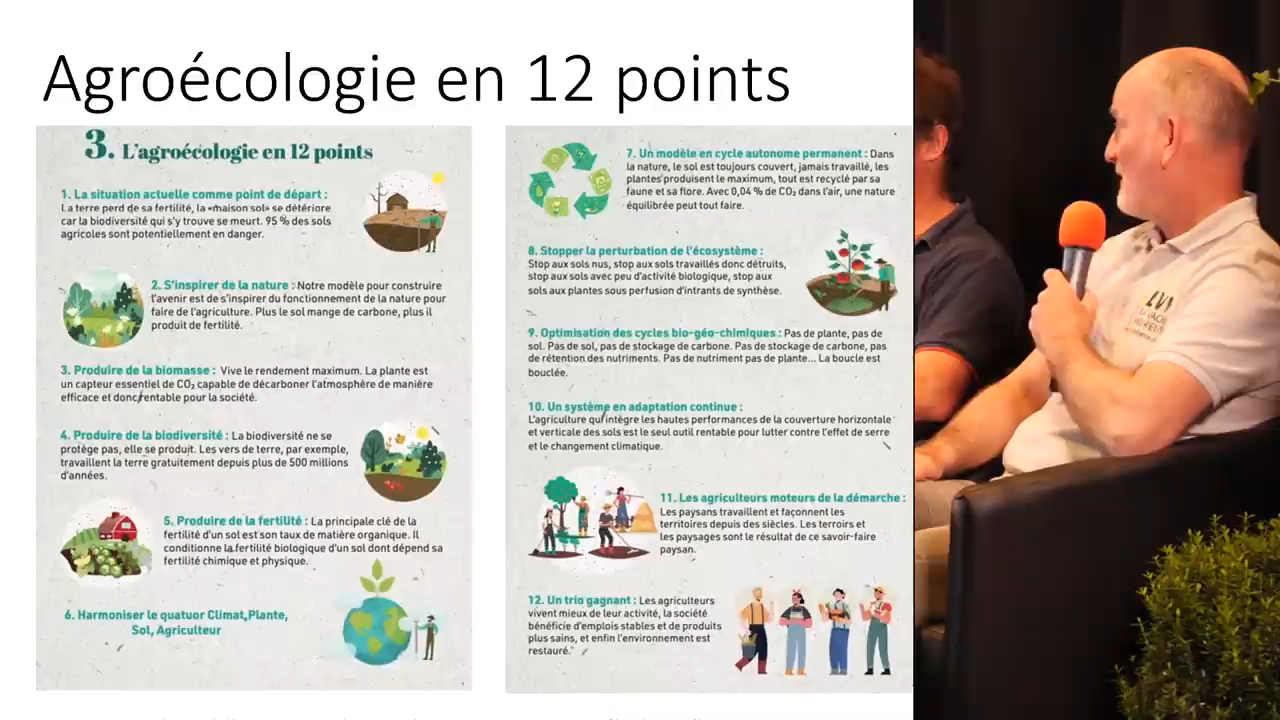 Agroécologie en 12 points
3. L'agroécologie en 12 points
1. La situation actuelle comme point de départ :
La terre perd de sa fertilité, la «maison sol» se détériore
car la biodiversité qui s'y trouve se meurt. 95 % des sols
agricoles sont potentiellement en danger.
2. S'inspirer de la nature : Notre modèle pour construire
l'avenir est de s'inspirer du fonctionnement de la nature pour
faire de l'agriculture. Plus le sol mange de carbone, plus il
produit de fertilité.
3. Produire de la biomasse : Vive le rendement maximum. La plante est
un capteur essentiel de CO₂ capable de décarboner l'atmosphère de manière
efficace et donc rentable pour la société.
4. Produire de la biodiversité : La biodiversité ne se
protège pas, elle se produit. Les vers de terre, par exemple,
travaillent la terre gratuitement depuis plus de 500 millions
d'années.
5. Produire de la fertilité : La principale clé de la
fertilité d'un sol est son taux de matière organique. Il
conditionne la fertilité biologique d'un sol dont dépend sa
fertilité chimique et physique.
6. Harmoniser le quatuor Climat,Plante,
Sol, Agriculteur
7. Un modèle en cycle autonome permanent : Dans
la nature, le sol est toujours couvert, jamais travaillé, les
plantes produisent le maximum, tout est recyclé par sa
faune et sa flore. Avec 0,04 % de CO₂ dans l'air, une nature
équilibrée peut tout faire.
8. Stopper la perturbation de l'écosystème :
Stop aux sols nus, stop aux sols travaillés donc détruits,
stop aux sols avec peu d'activité biologique, stop aux
sols aux plantes sous perfusion d'intrants de synthèse.
9. Optimisation des cycles bio-géo-chimiques : Pas de plante, pas de
sol. Pas de sol, pas de stockage de carbone. Pas de stockage de carbone, pas
de rétention des nutriments. Pas de nutriment pas de plante... La boucle est
bouclée.
10. Un système en adaptation continue :
L'agriculture qui intègre les hautes performances de la couverture horizontale
et verticale des sols est le seul outil rentable pour lutter contre l'effet de serre
et le changement climatique.
11. Les agriculteurs moteurs de la démarche :
Les paysans travaillent et façonnent les
territoires depuis des siècles. Les terroirs et
les paysages sont le résultat de ce savoir-faire
paysan.
12. Un trio gagnant : Les agriculteurs
vivent mieux de leur activité, la société
bénéficie d'emplois stables et de produits
plus sains, et enfin l'environnement est
restauré."